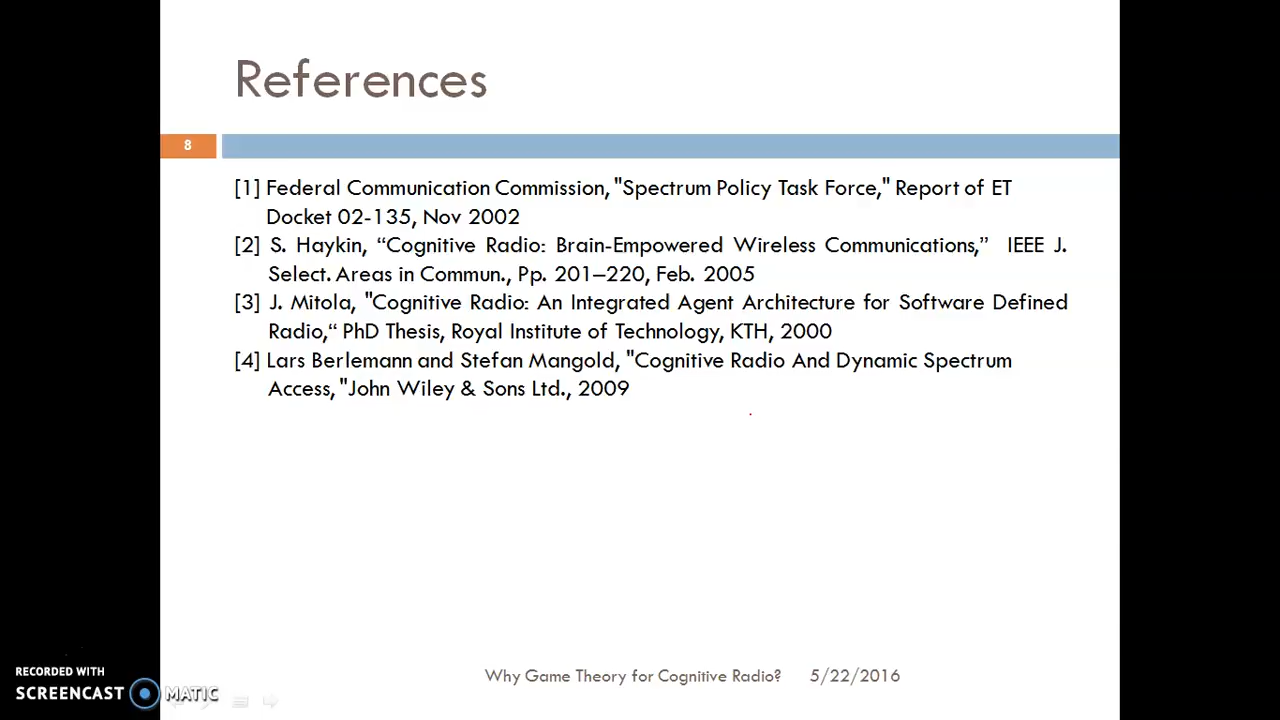 References
8
[1] Federal Communication Commission, "Spectrum Policy Task Force," Report of ET
Docket 02-135, Nov 2002
[2] S. Haykin, “Cognitive Radio: Brain-Empowered Wireless Communications,” IEEE J.
Select. Areas in Commun., Pp. 201–220, Feb. 2005
[3] J. Mitola, "Cognitive Radio: An Integrated Agent Architecture for Software Defined
Radio,“ PhD Thesis, Royal Institute of Technology, KTH, 2000
[4] Lars Berlemann and Stefan Mangold, "Cognitive Radio And Dynamic Spectrum
Access, "John Wiley & Sons Ltd., 2009
Why Game Theory for Cognitive Radio? 5/22/2016
RECORDED WITH
SCREENCAST MATIC